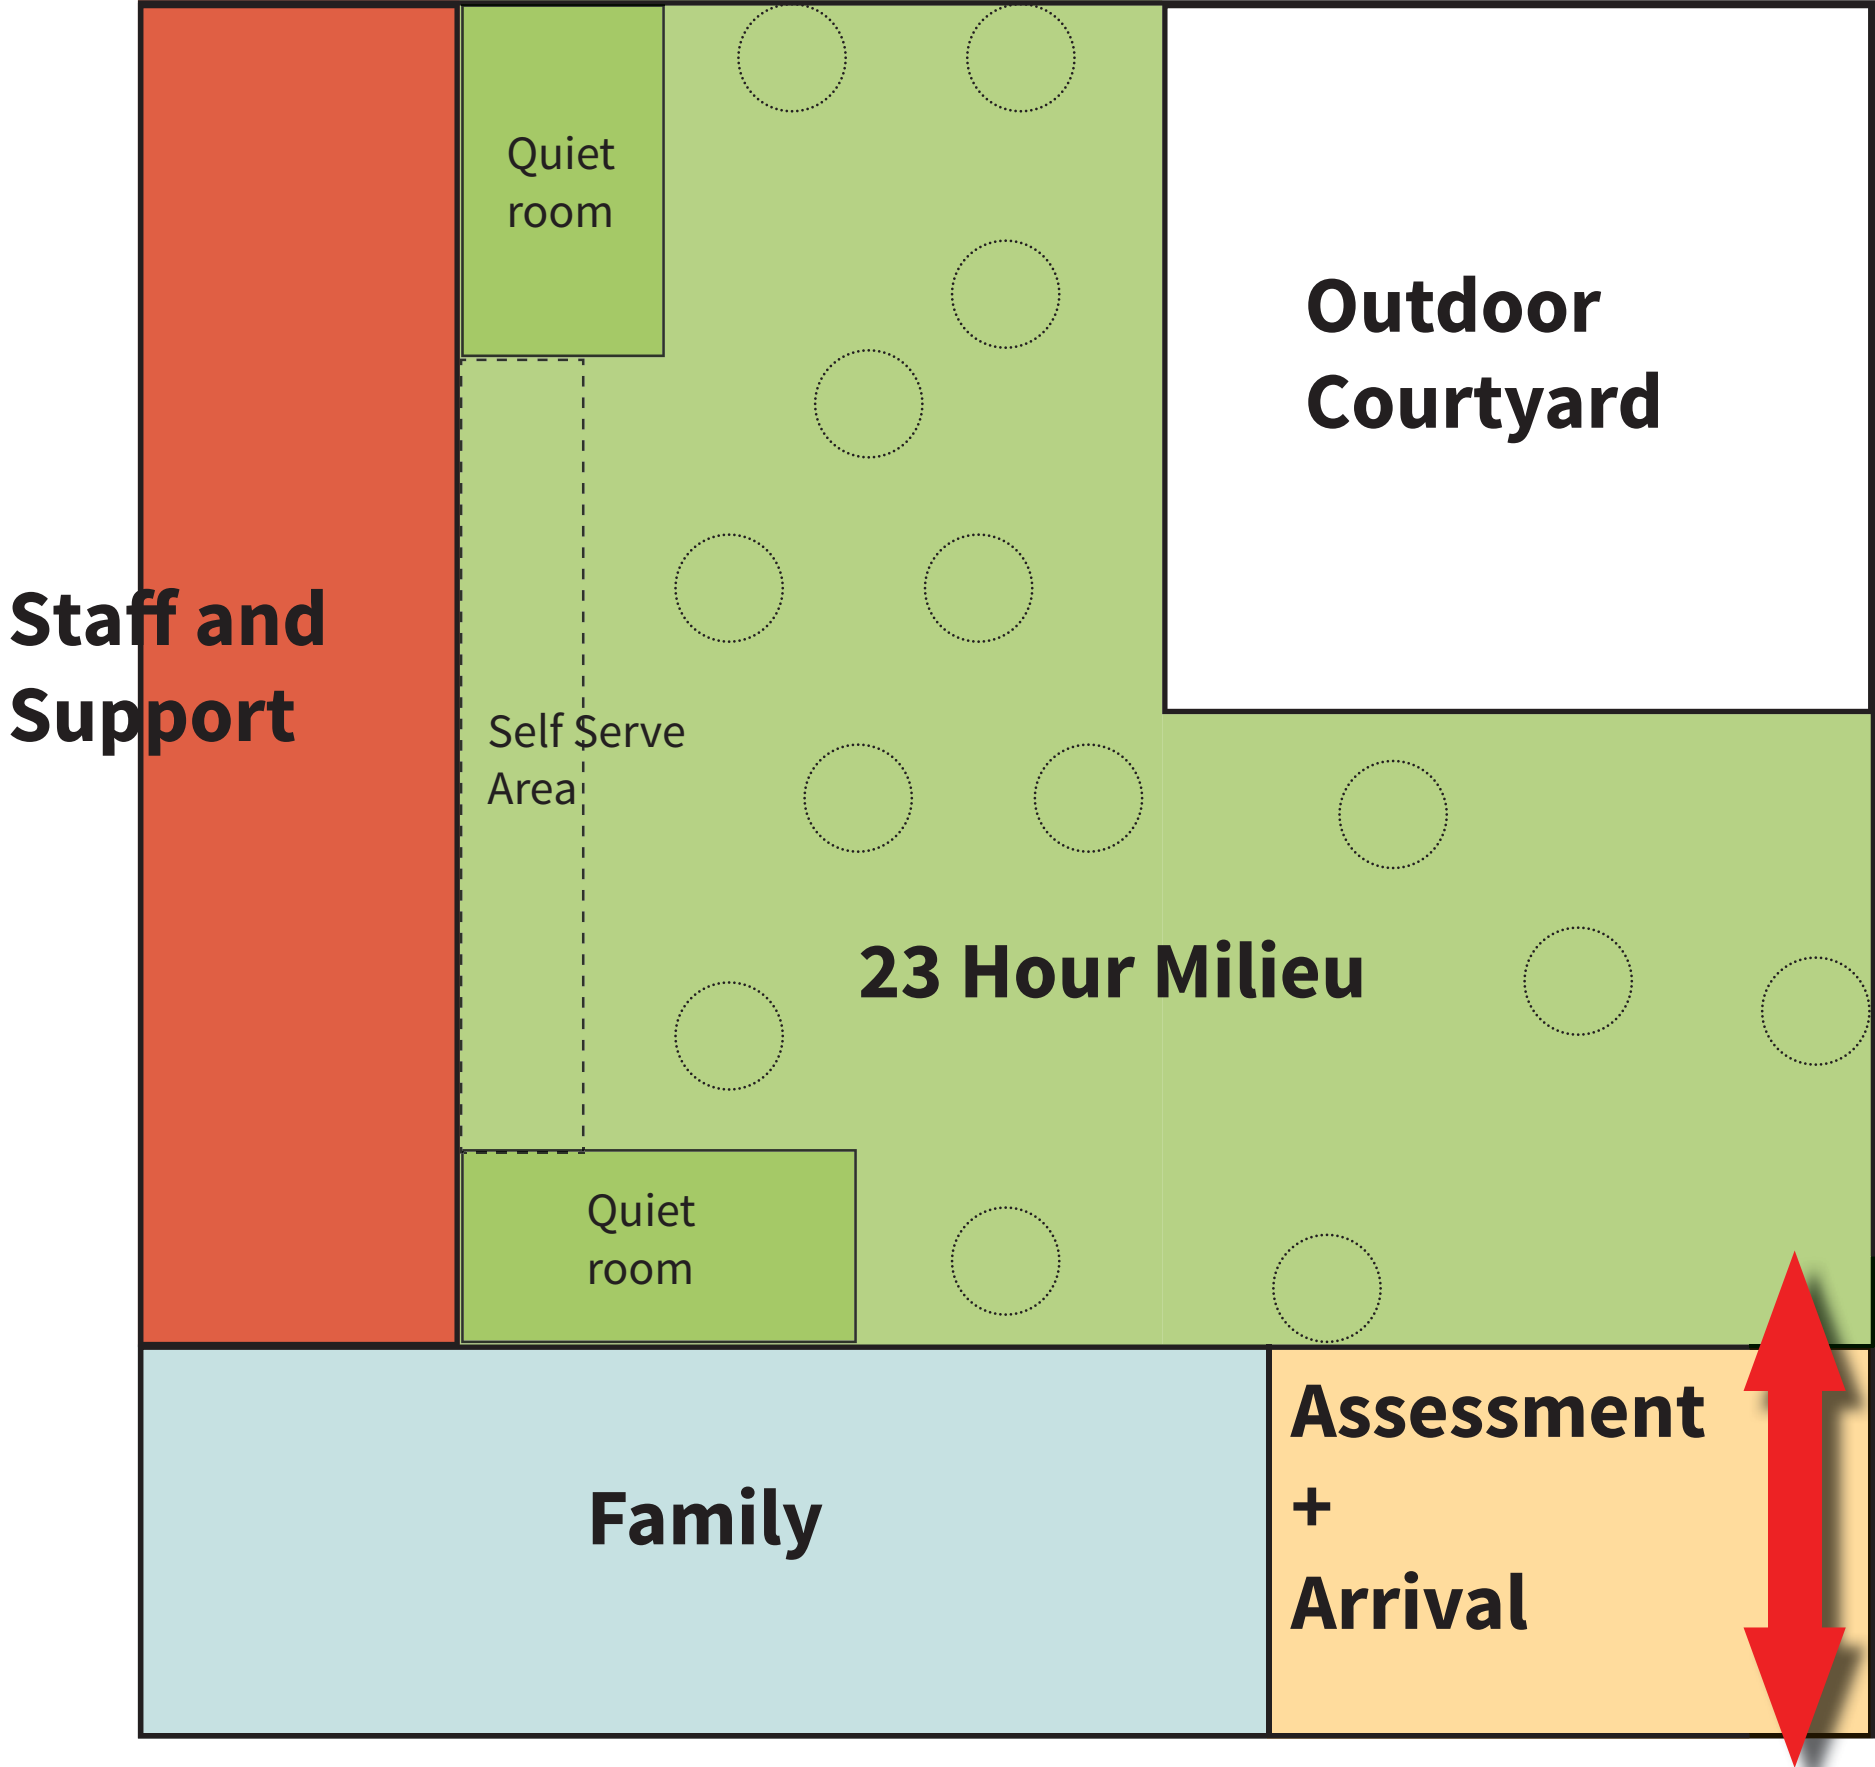 Quiet
room
Outdoor
Courtyard
Staff and
Support
Self Serve
Area
23 Hour Milieu
Quiet
room
Family
Assessment
+
Arrival